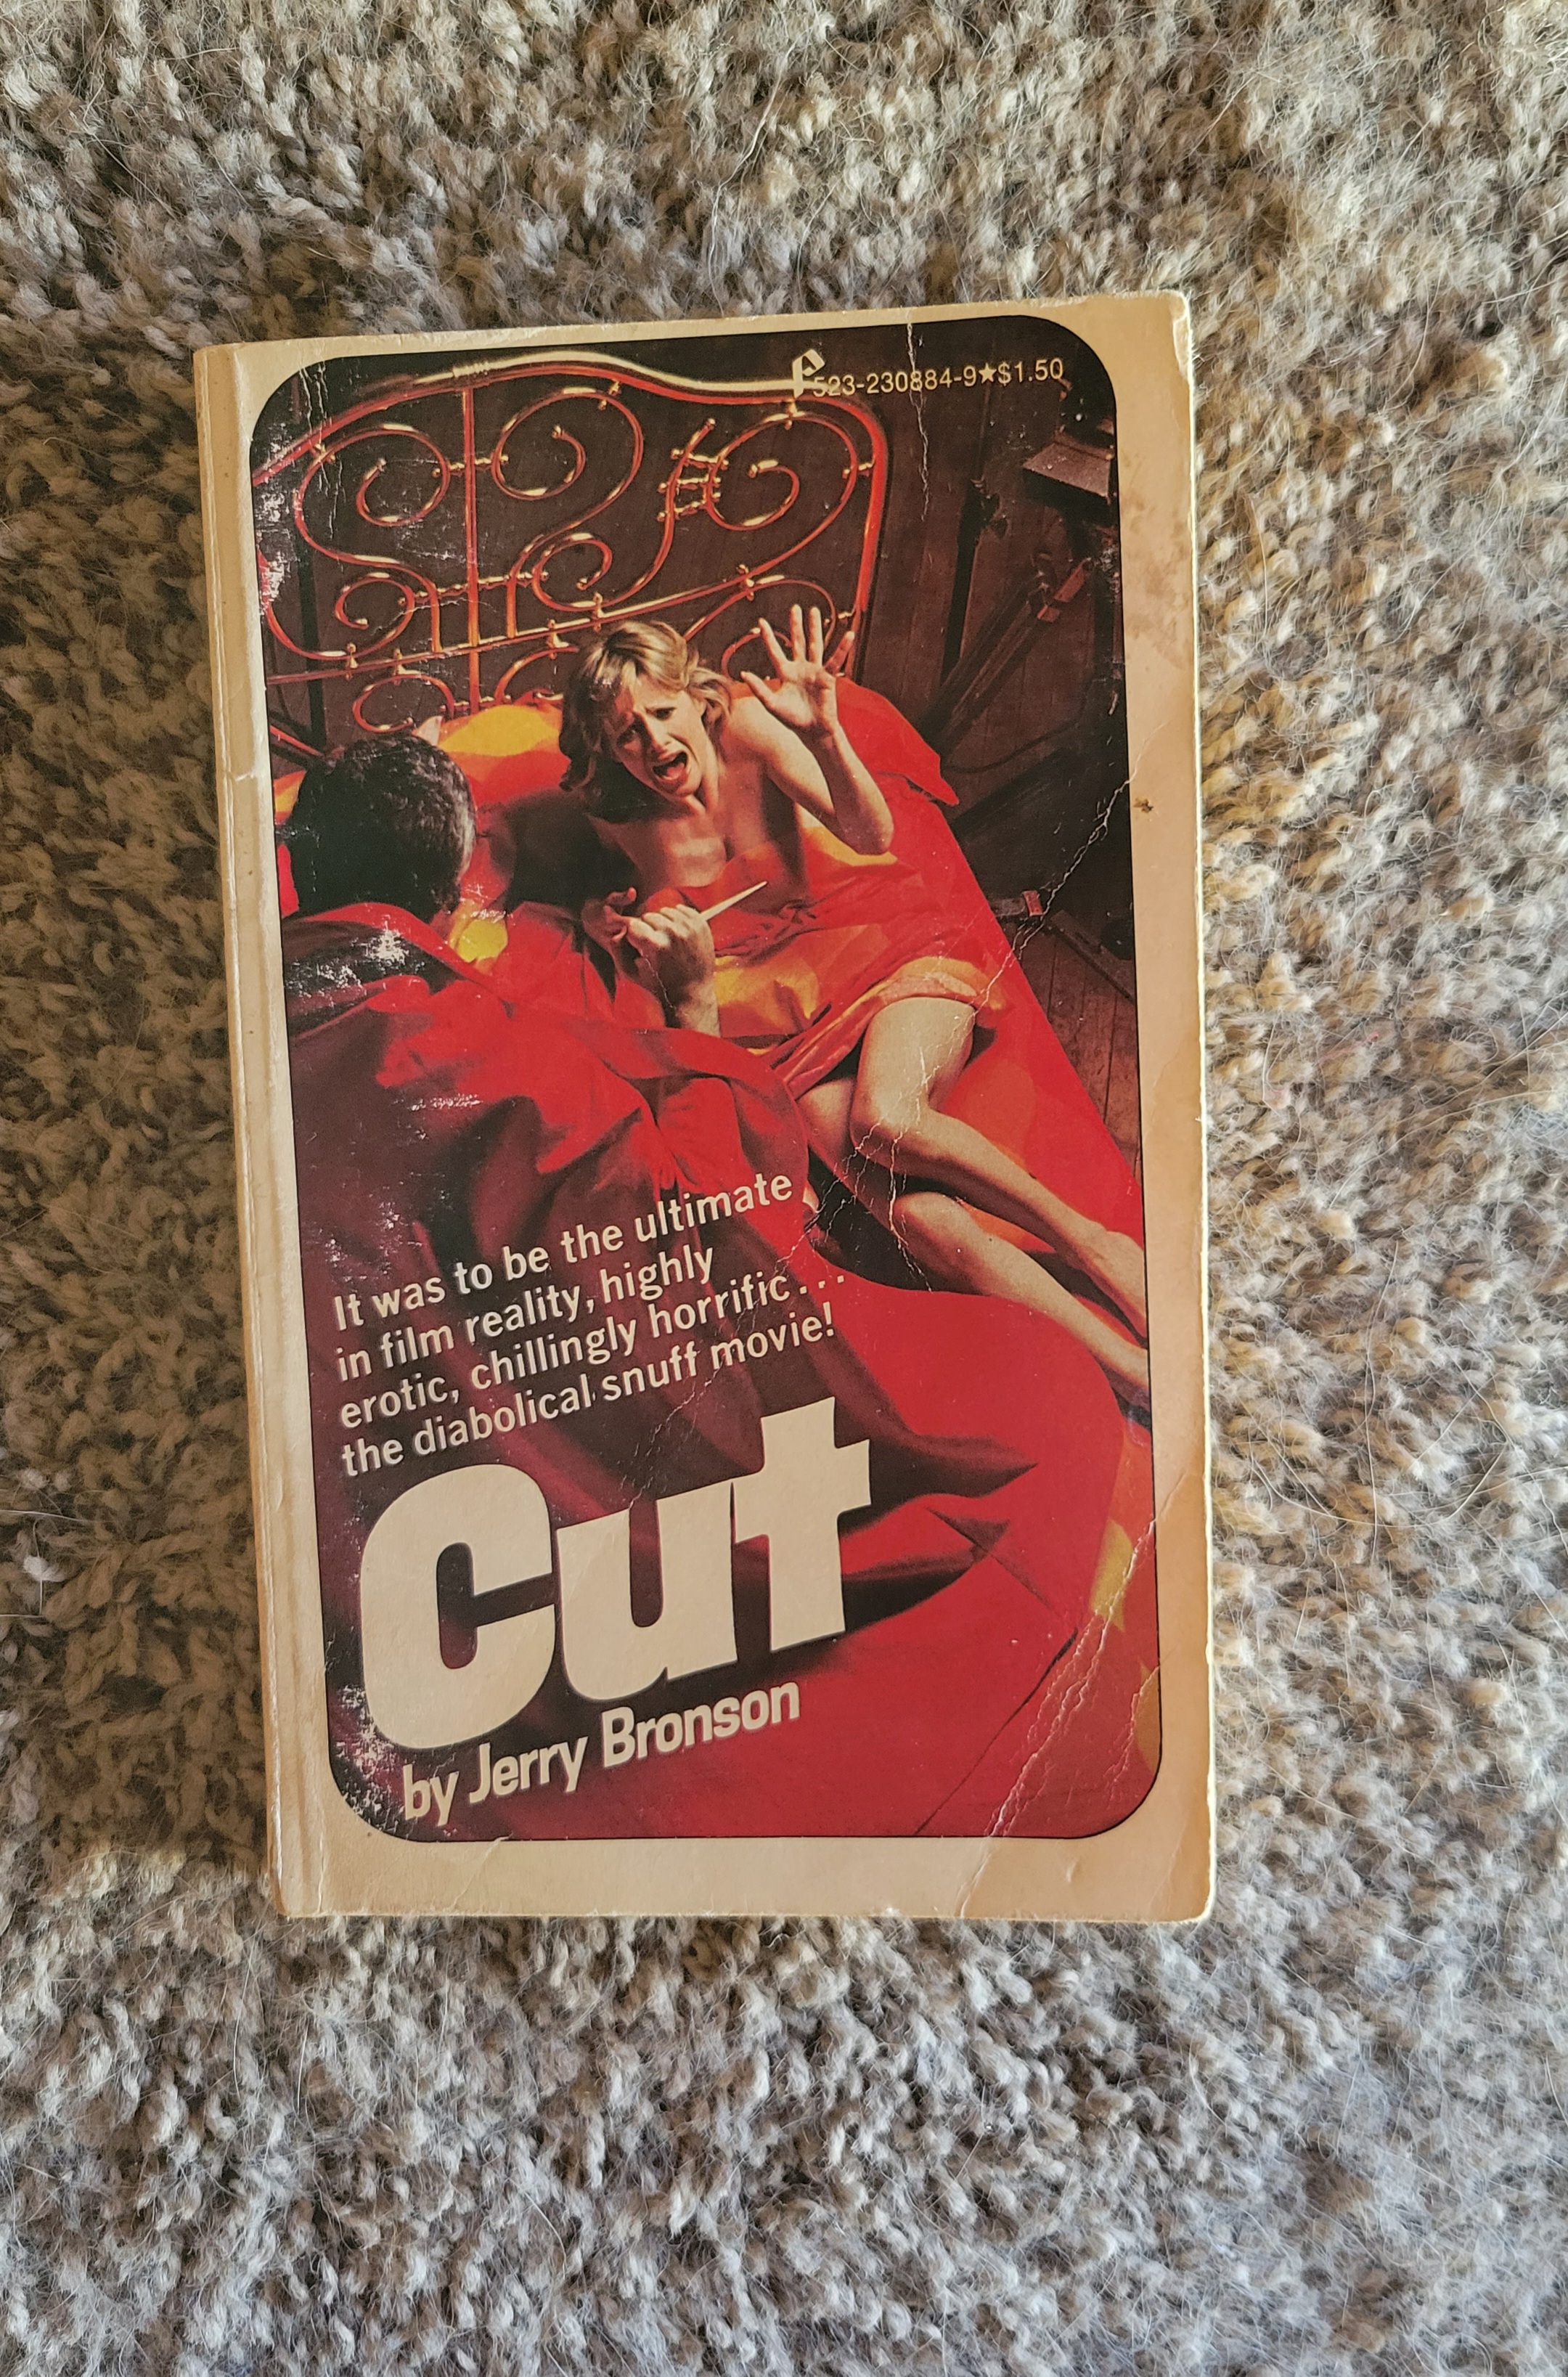 523-230884-9★$1.50
It was to be the ultimate
in film reality, highly
erotic, chillingly horrific...
the diabolical snuff movie!
Cut
by Jerry Bronson